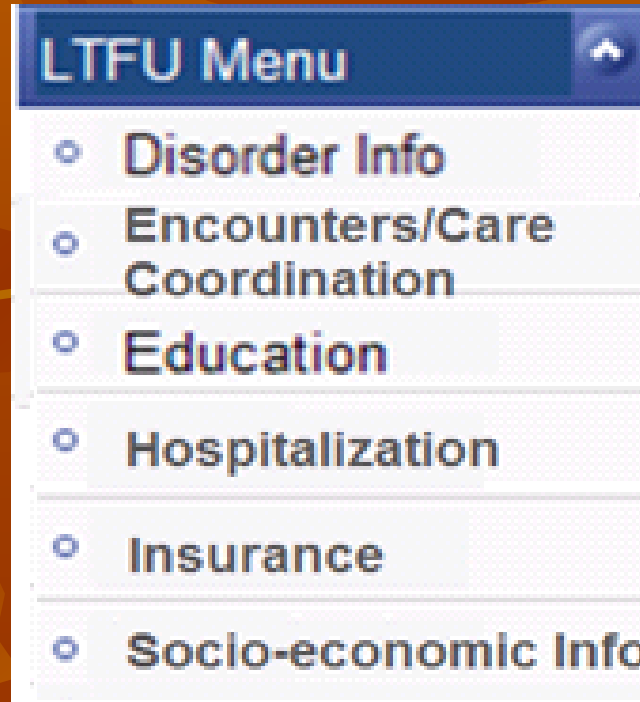 LTFU Menu
Disorder Info
Encounters/Care
Coordination
Education
Hospitalization
Insurance
Socio-economic Info